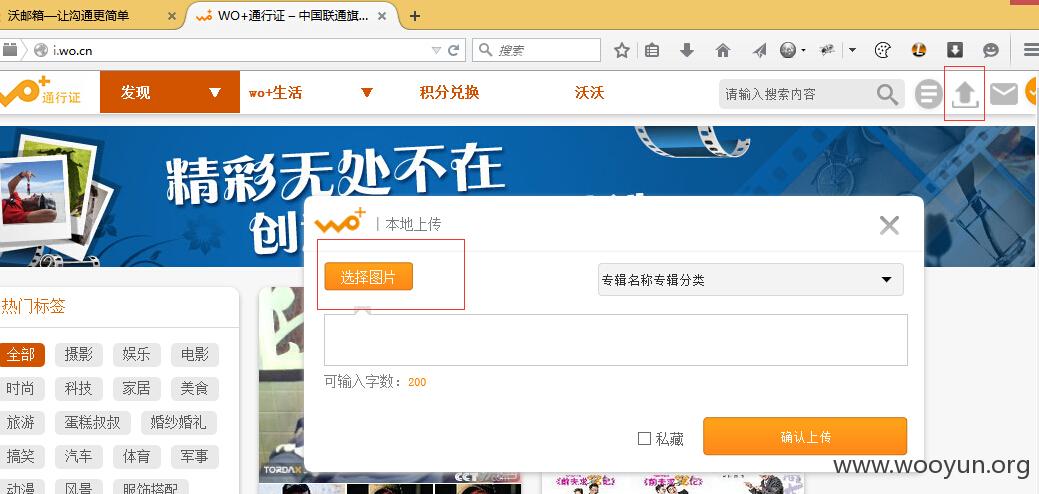 沃邮箱—让沟通更简单
WO+通行证 – 中国联通旗...
i.wo.cn
搜索
wo+ 通行证
发现
wo+生活
积分兑换
沃沃
请输入搜索内容
精彩无处不在
wo+ | 本地上传
选择图片
专辑名称专辑分类
可输入字数：200
私藏
确认上传
热门标签
全部 摄影 娱乐 电影
时尚 科技 家居 美食
旅游 蛋糕叔叔 婚纱婚礼
搞笑 汽车 体育 军事
动漫 风景 服饰搭配
TORDAX
www.wooyun.org